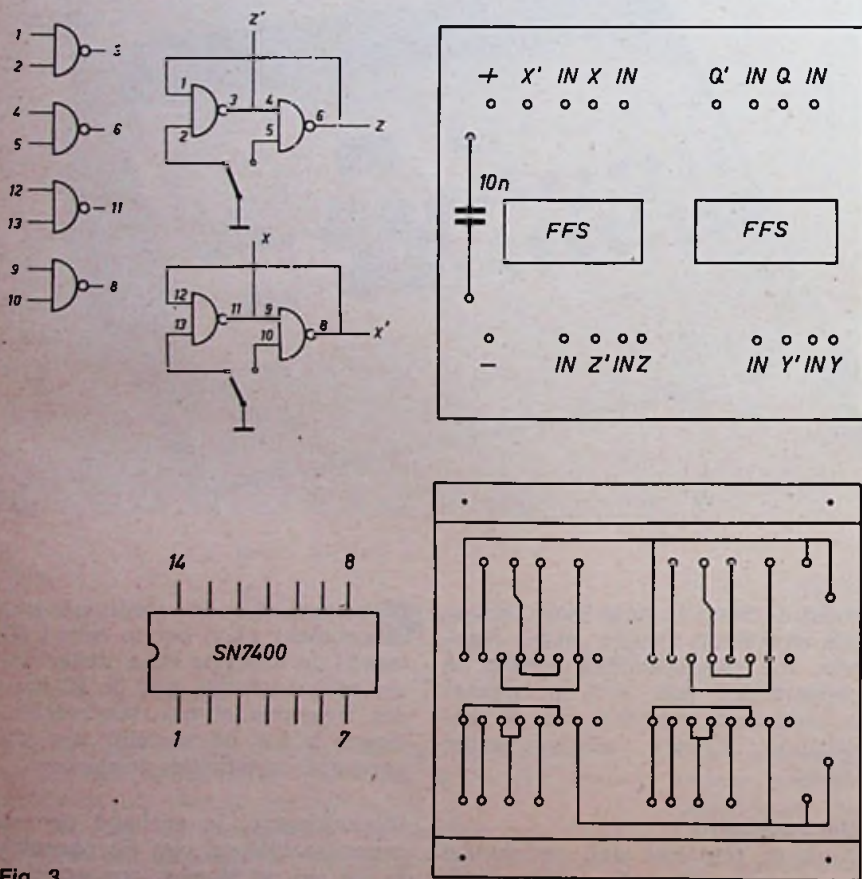 1
2
3
4
5
6
12
13
11
9
10
8
Z'
1
2
3
4
5
6
Z
X
12
13
11
9
10
8
X'
+ X' IN X IN Q' IN Q IN
10n
FFS FFS
- IN Z' IN Z IN Y' IN Y
14 8
SN7400
1 7
Fig. 3